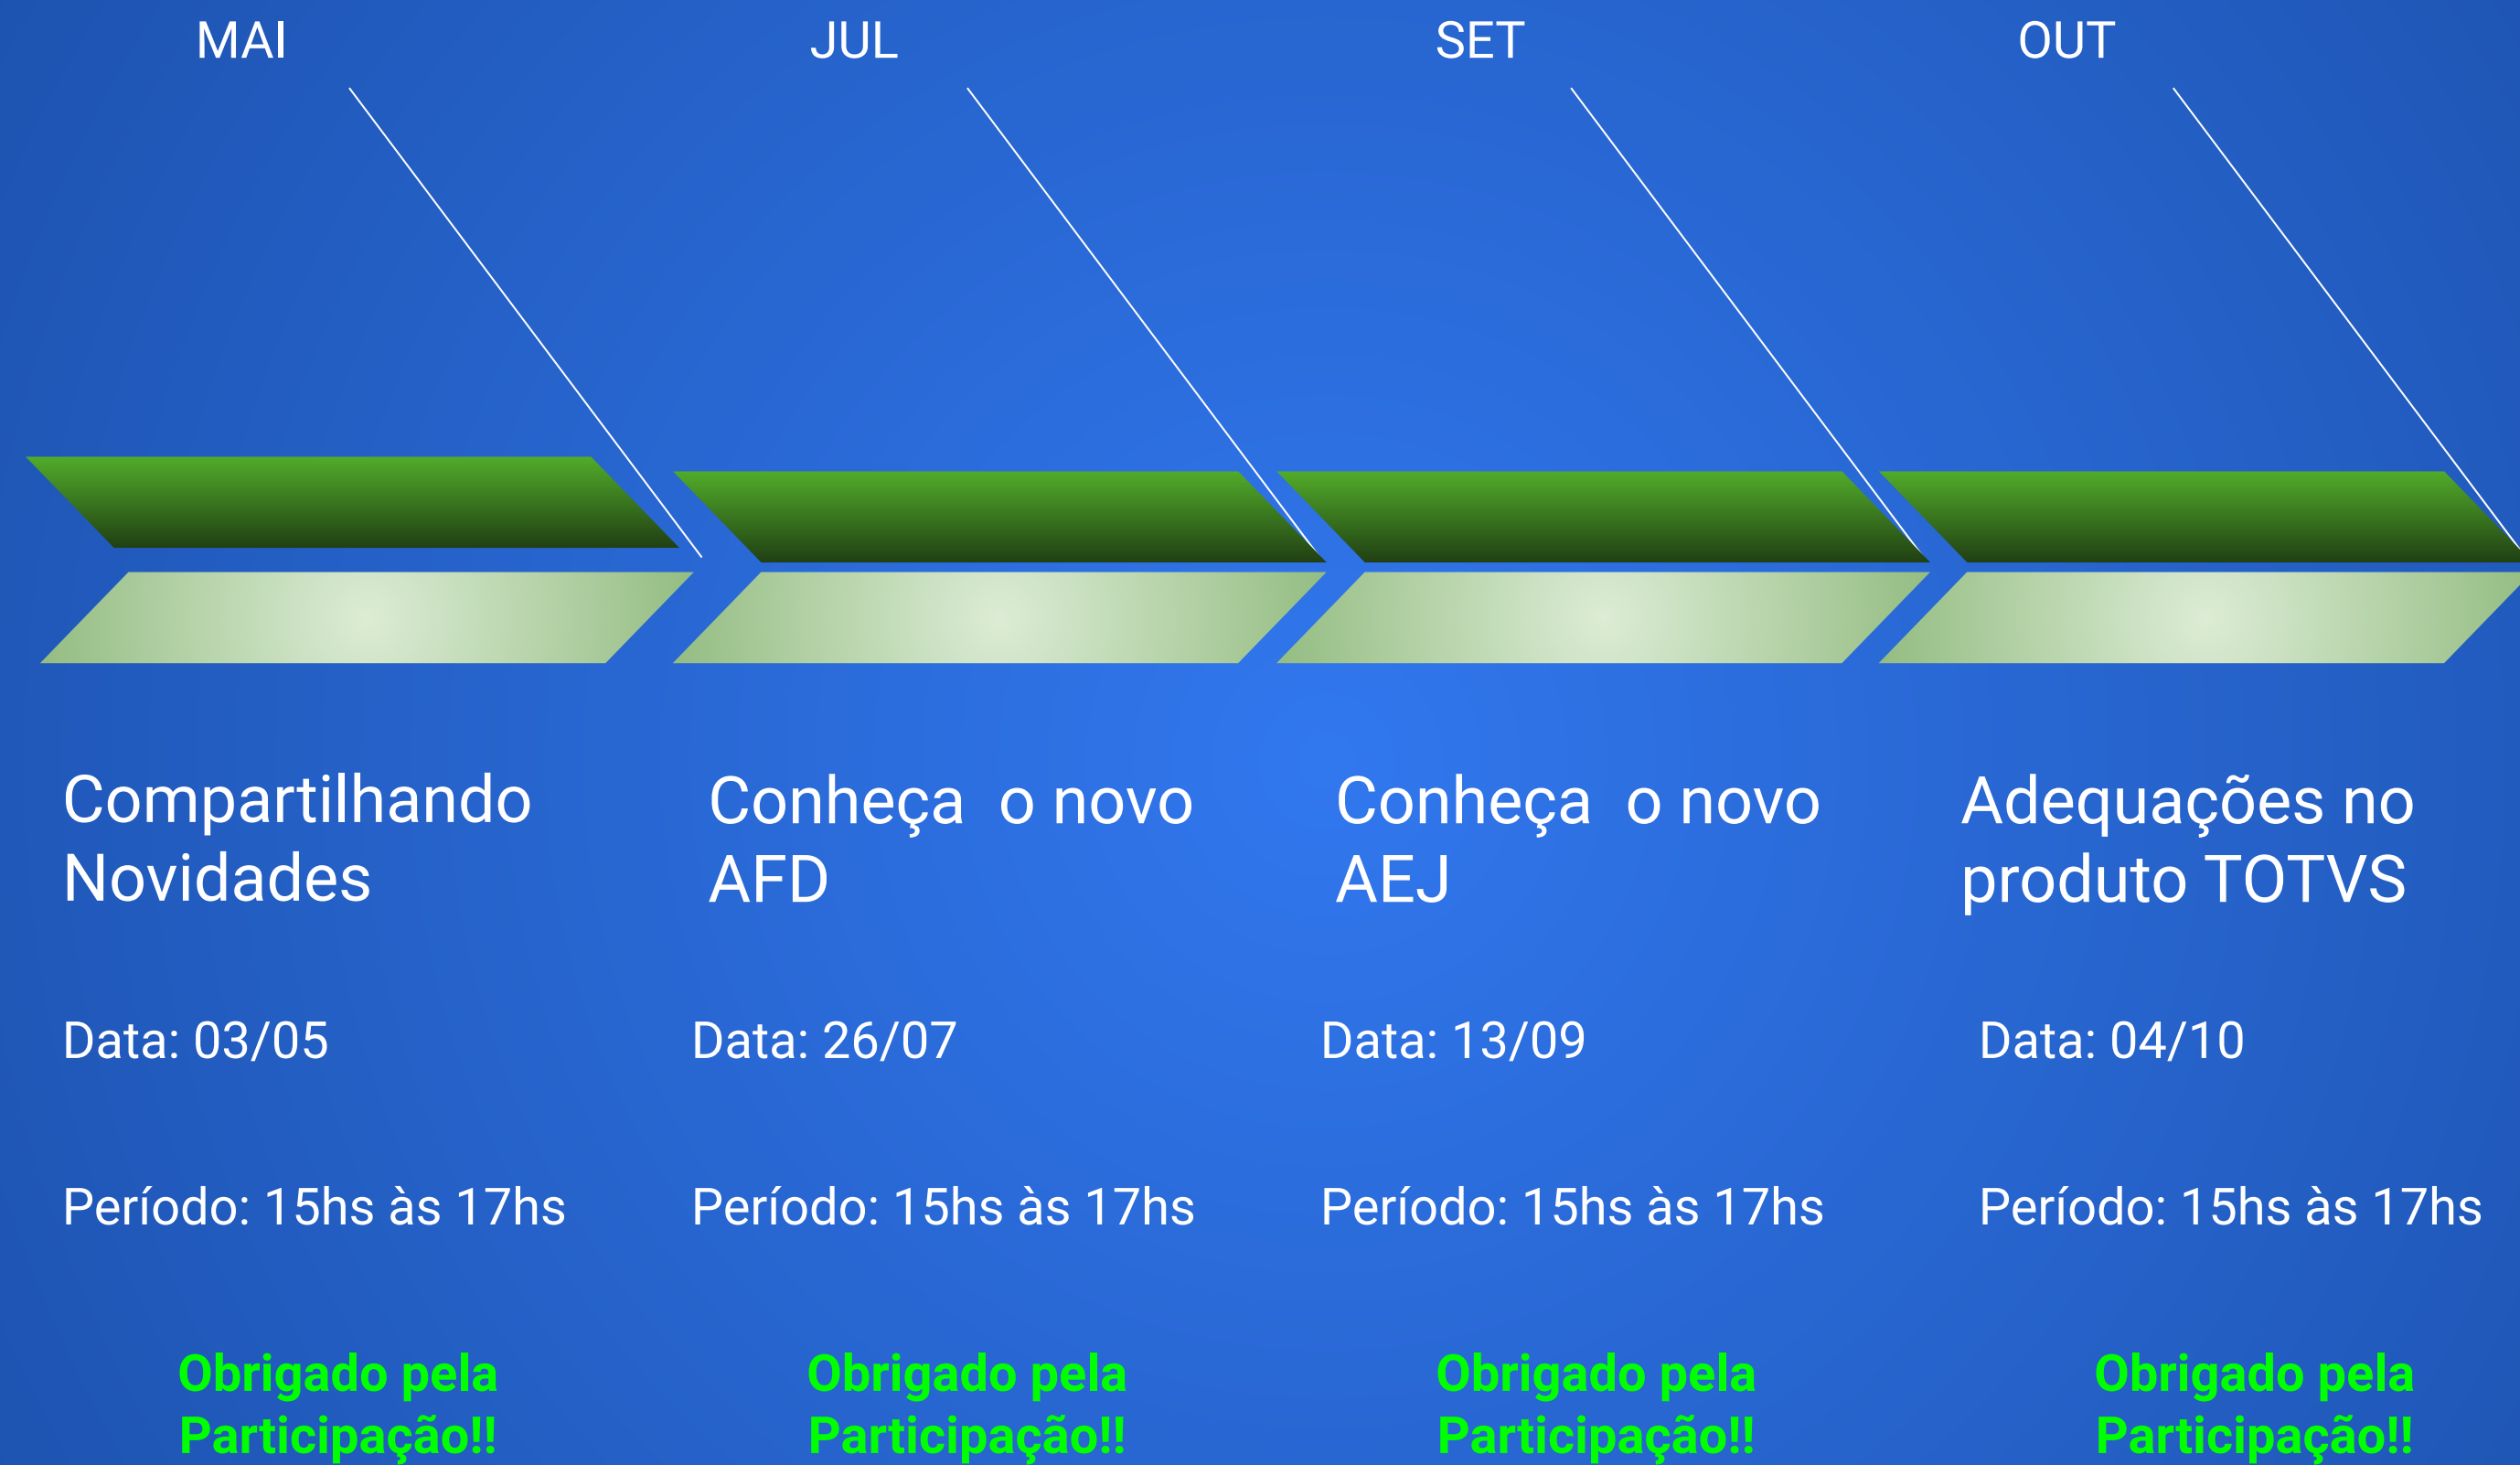 MAI
JUL
SET
OUT
Compartilhando
Novidades
Conheça  o novo
AFD
Conheça  o novo
AEJ
Adequações no
produto TOTVS
Data: 03/05
Data: 26/07
Data: 13/09
Data: 04/10
Período: 15hs às 17hs
Período: 15hs às 17hs
Período: 15hs às 17hs
Período: 15hs às 17hs
Obrigado pela
Participação!!
Obrigado pela
Participação!!
Obrigado pela
Participação!!
Obrigado pela
Participação!!